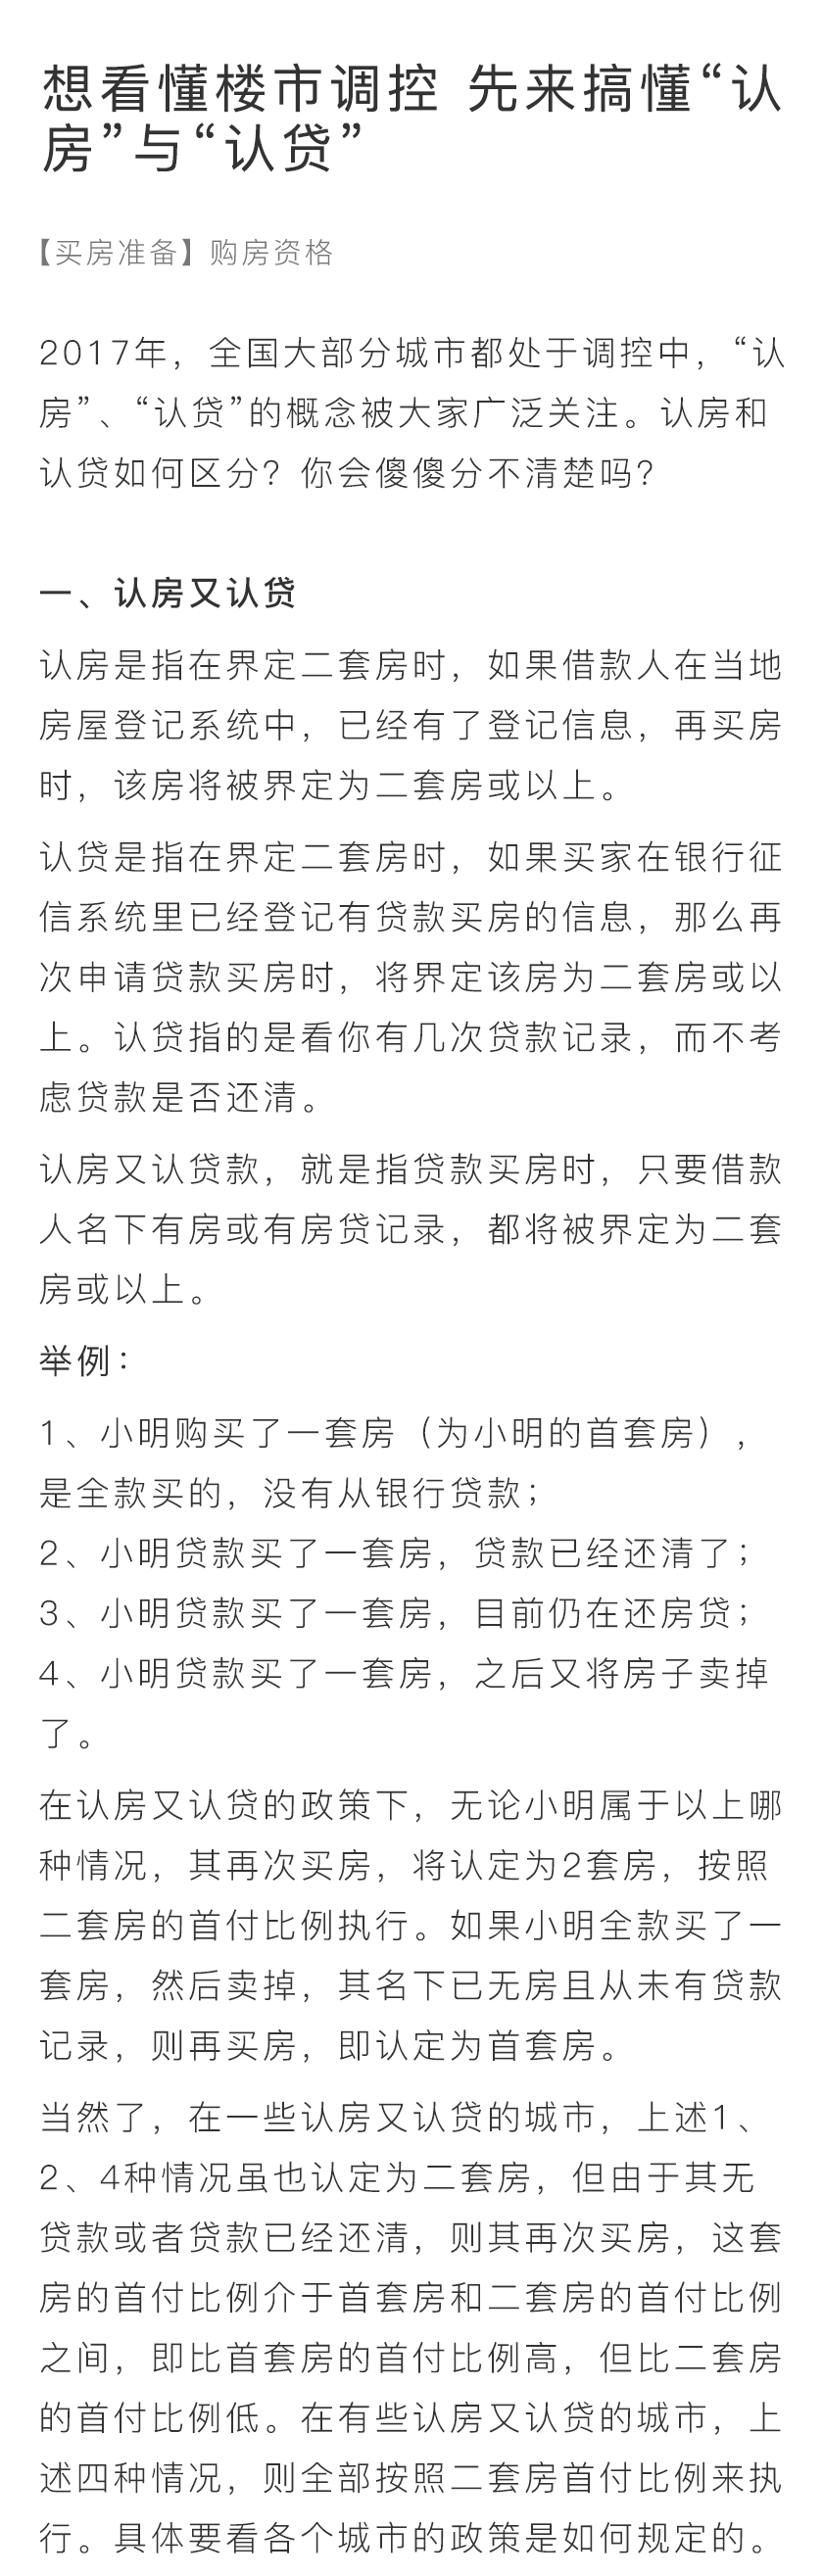 想看懂楼市调控 先来搞懂“认
房”与“认贷”
【买房准备】购房资格
2017年，全国大部分城市都处于调控中，“认
房”、“认贷”的概念被大家广泛关注。认房和
认贷如何区分？你会傻傻分不清楚吗？
一、认房又认贷
认房是指在界定二套房时，如果借款人在当地
房屋登记系统中，已经有了登记信息，再买房
时，该房将被界定为二套房或以上。
认贷是指在界定二套房时，如果买家在银行征
信系统里已经登记有贷款买房的信息，那么再
次申请贷款买房时，将界定该房为二套房或以
上。认贷指的是看你有几次贷款记录，而不考
虑贷款是否还清。
认房又认贷款，就是指贷款买房时，只要借款
人名下有房或有房贷记录，都将被界定为二套
房或以上。
举例：
1、小明购买了一套房（为小明的首套房），
是全款买的，没有从银行贷款；
2、小明贷款买了一套房，贷款已经还清了；
3、小明贷款买了一套房，目前仍在还房贷；
4、小明贷款买了一套房，之后又将房子卖掉
了。
在认房又认贷的政策下，无论小明属于以上哪
种情况，其再次买房，将认定为2套房，按照
二套房的首付比例执行。如果小明全款买了一
套房，然后卖掉，其名下已无房且从未有贷款
记录，则再买房，即认定为首套房。
当然了，在一些认房又认贷的城市，上述1、
2、4种情况虽也认定为二套房，但由于其无
贷款或者贷款已经还清，则其再次买房，这套
房的首付比例介于首套房和二套房的首付比例
之间，即比首套房的首付比例高，但比二套房
的首付比例低。在有些认房又认贷的城市，上
述四种情况，则全部按照二套房首付比例来执
行。具体要看各个城市的政策是如何规定的。